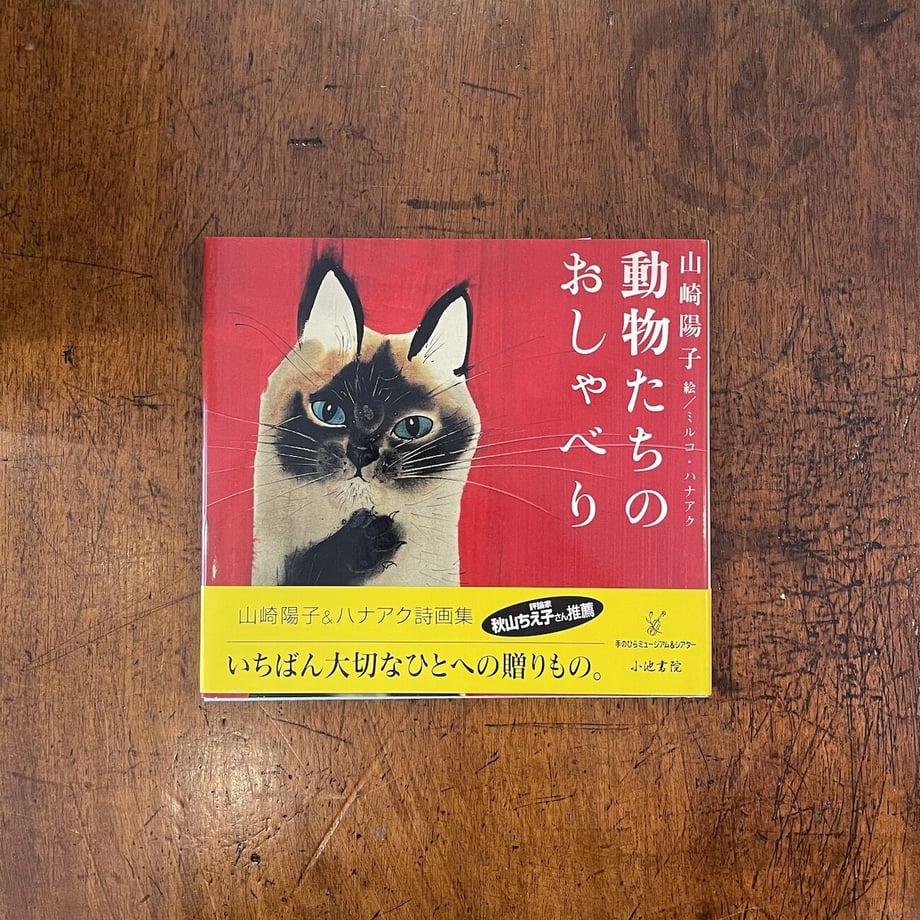 山崎陽子 絵/ミルコ・ハナアク
動物たちの
おしゃべり
山崎陽子&ハナアク詩画集
評論家
秋山ちえ子さん推薦
いちばん大切なひとへの贈りもの。
手のひらミュージアム&シアター
小池書院